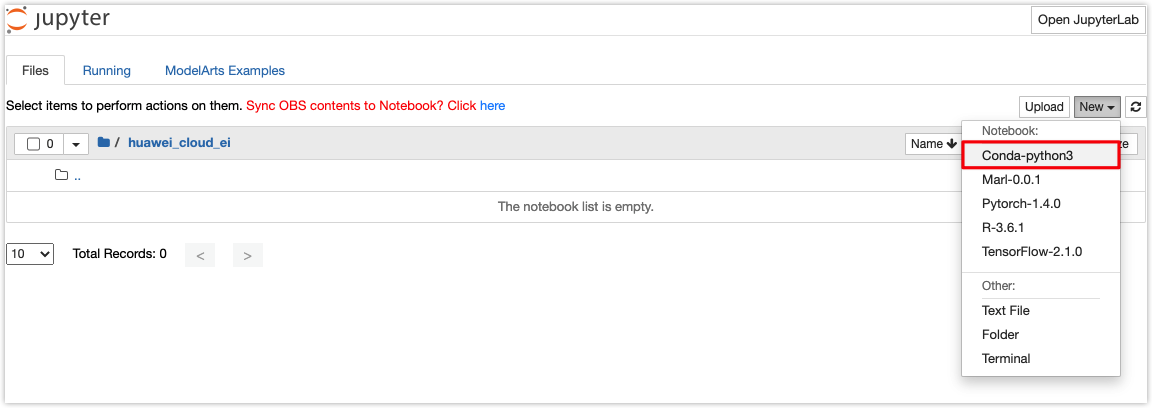 jupyter
Open JupyterLab
Files Running ModelArts Examples
Select items to perform actions on them. Sync OBS contents to Notebook? Click here
Upload New
0 / huawei_cloud_ei Name ze
Notebook:
Conda-python3
..
Marl-0.0.1
Pytorch-1.4.0
The notebook list is empty.
R-3.6.1
TensorFlow-2.1.0
10 Total Records: 0 < >
Other:
Text File
Folder
Terminal